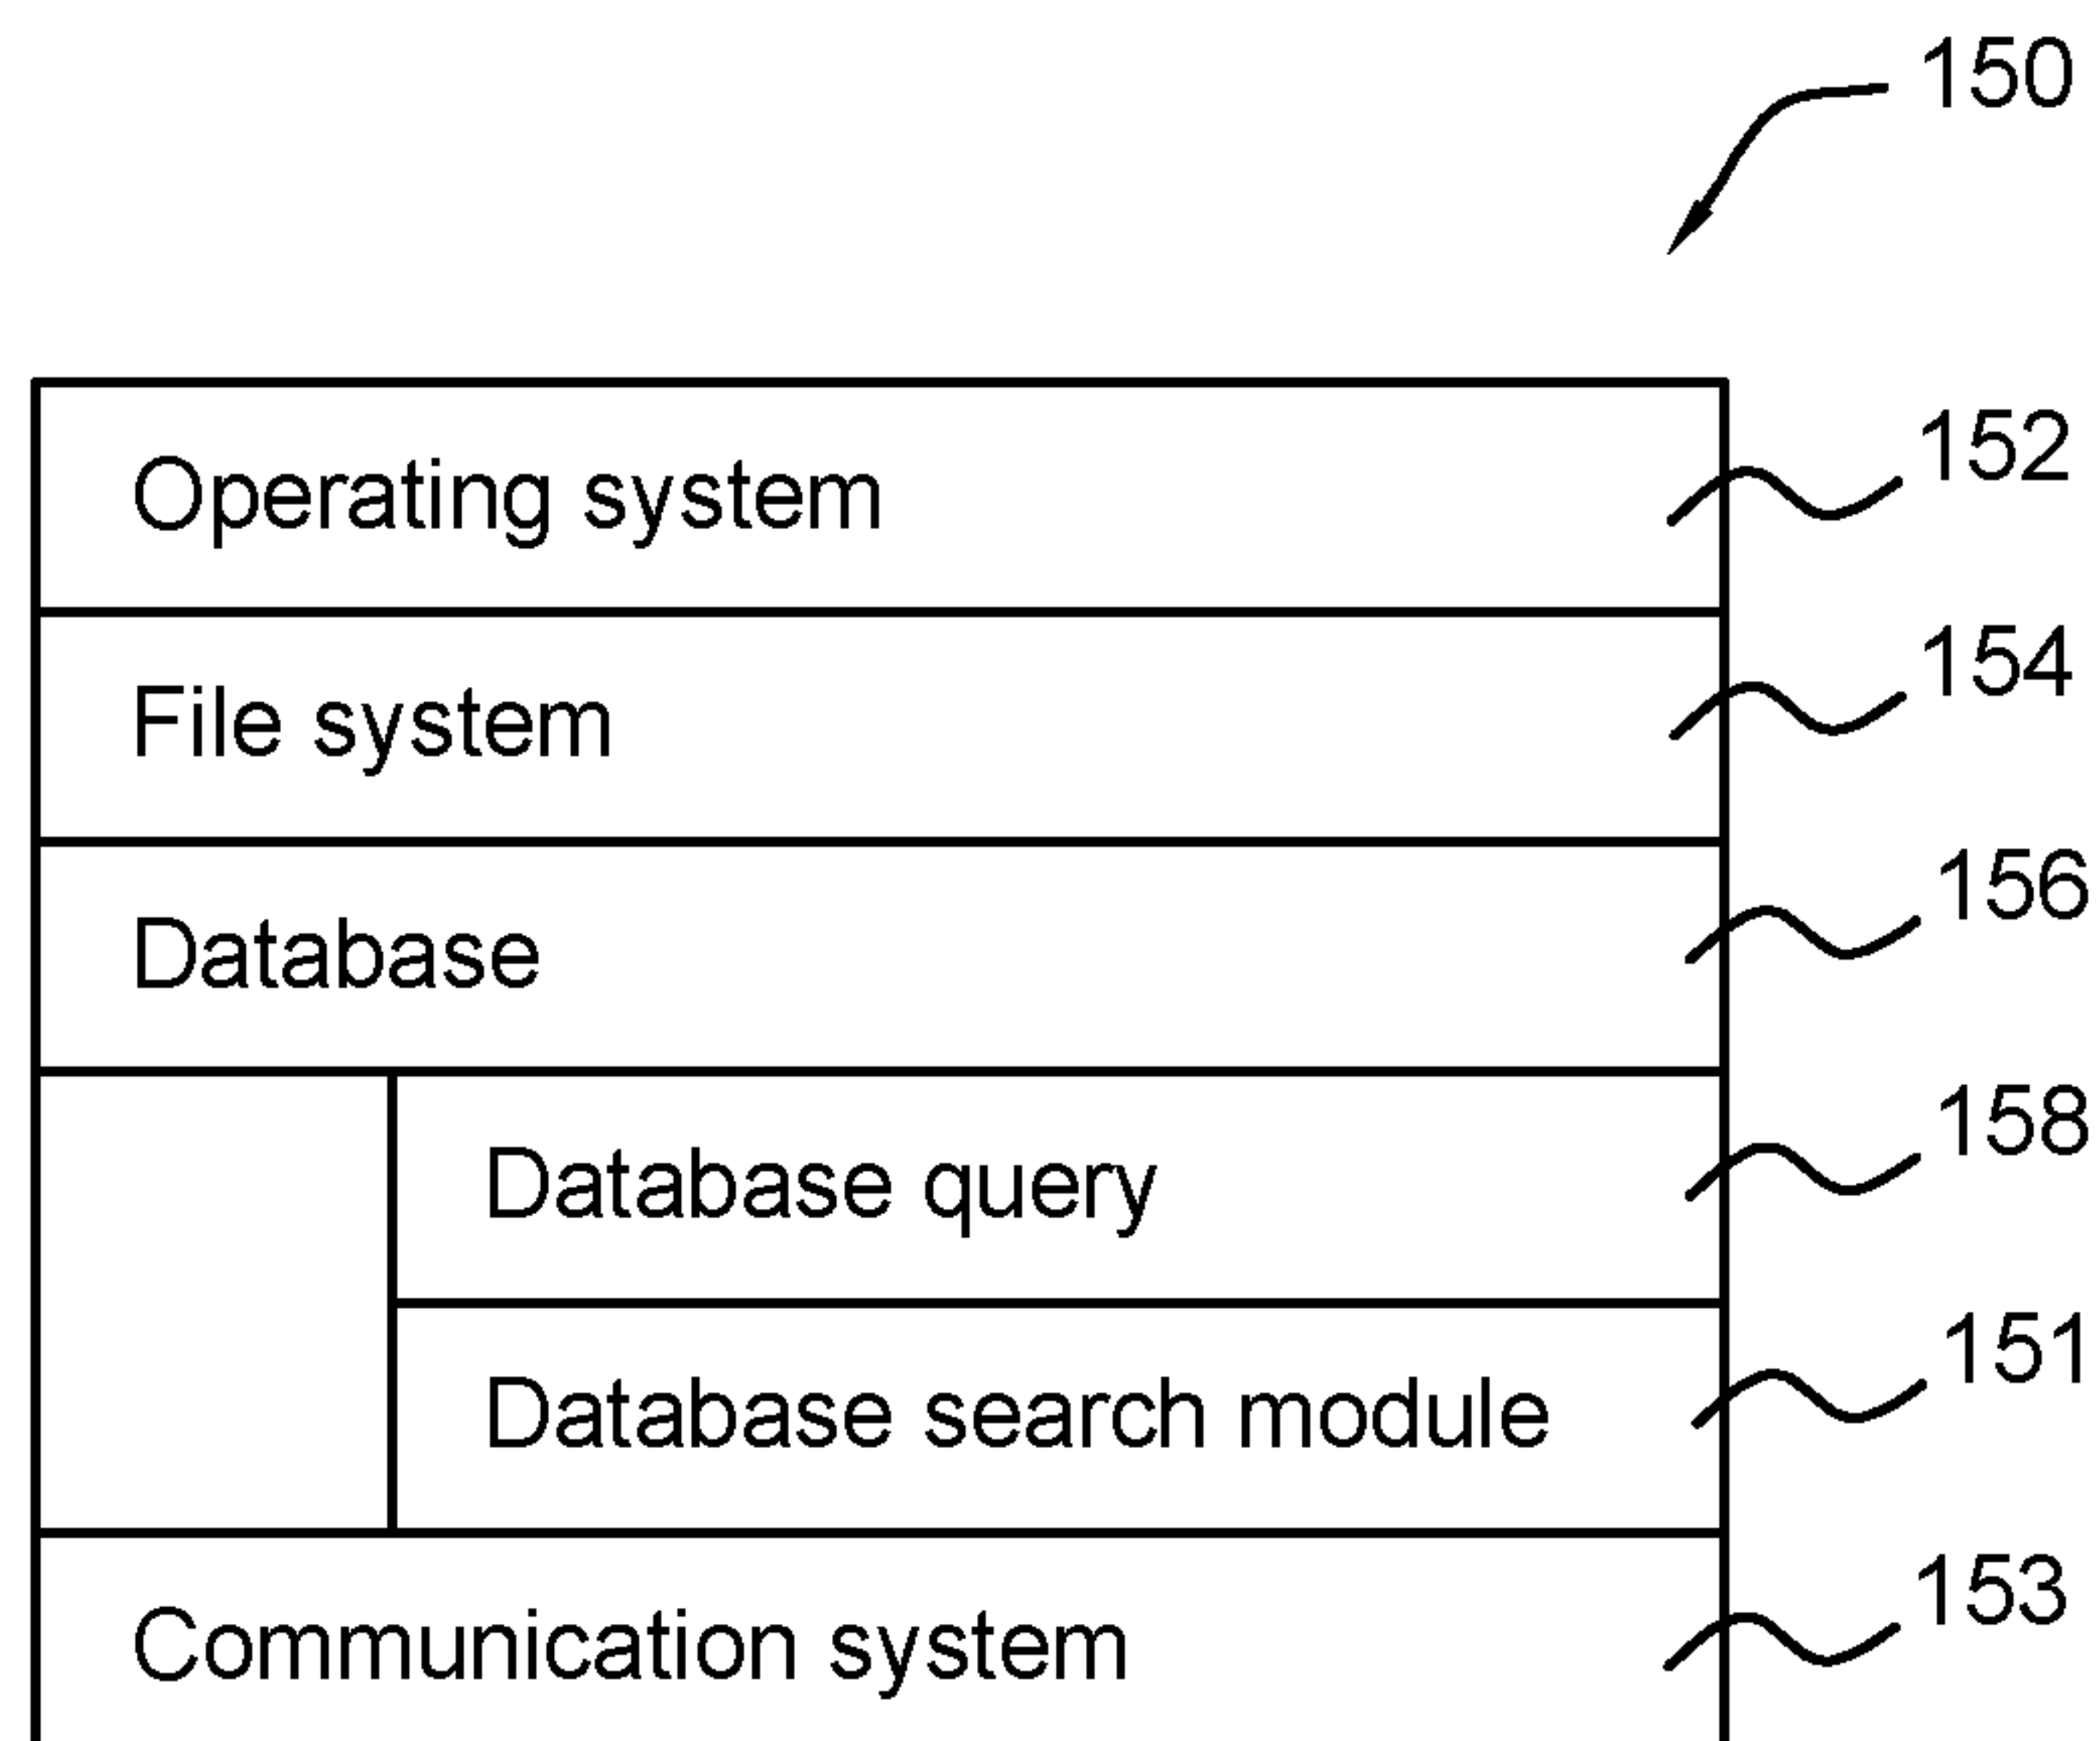 150
Operating system 152
File system 154
Database 156
Database query 158
Database search module 151
Communication system 153